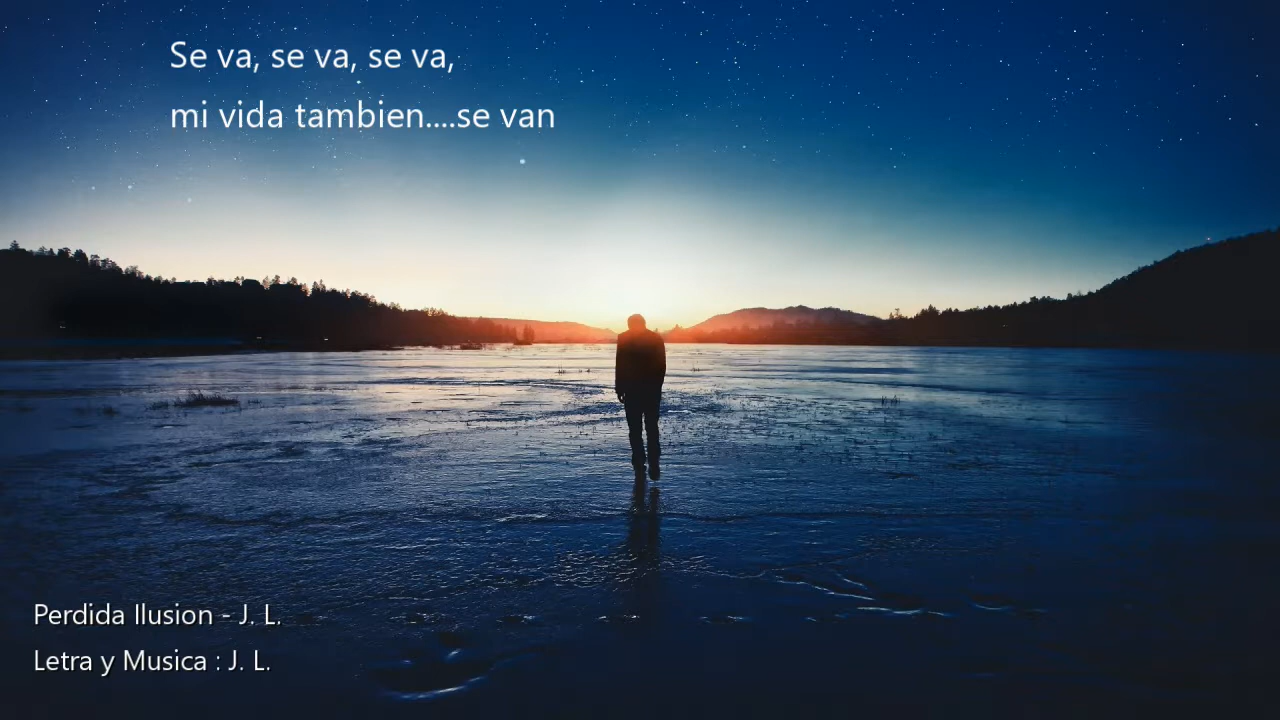 Se va, se va, se va,
mi vida tambien....se van
Perdida Ilusion - J. L.
Letra y Musica : J. L.